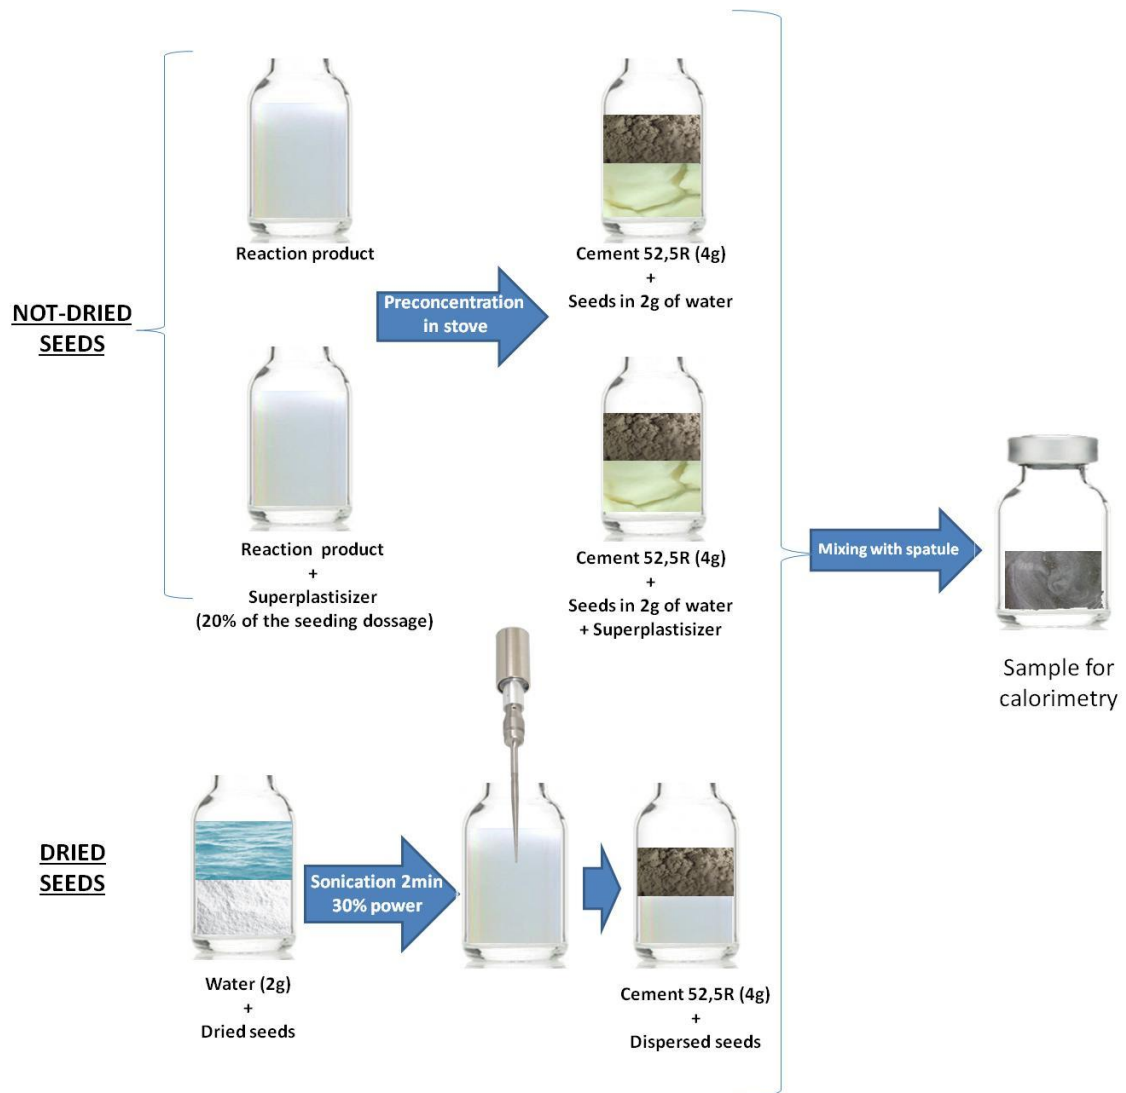 NOT-DRIED
SEEDS
Reaction product
Preconcentration
in stove
Cement 52,5R (4g)
+
Seeds in 2g of water
Reaction  product
+
Superplastisizer
(20% of the seeding dossage)
Cement 52,5R (4g)
+
Seeds in 2g of water
+ Superplastisizer
Mixing with spatule
Sample for
calorimetry
DRIED
SEEDS
Water (2g)
+
Dried seeds
Sonication 2min
30% power
Cement 52,5R (4g)
+
Dispersed seeds